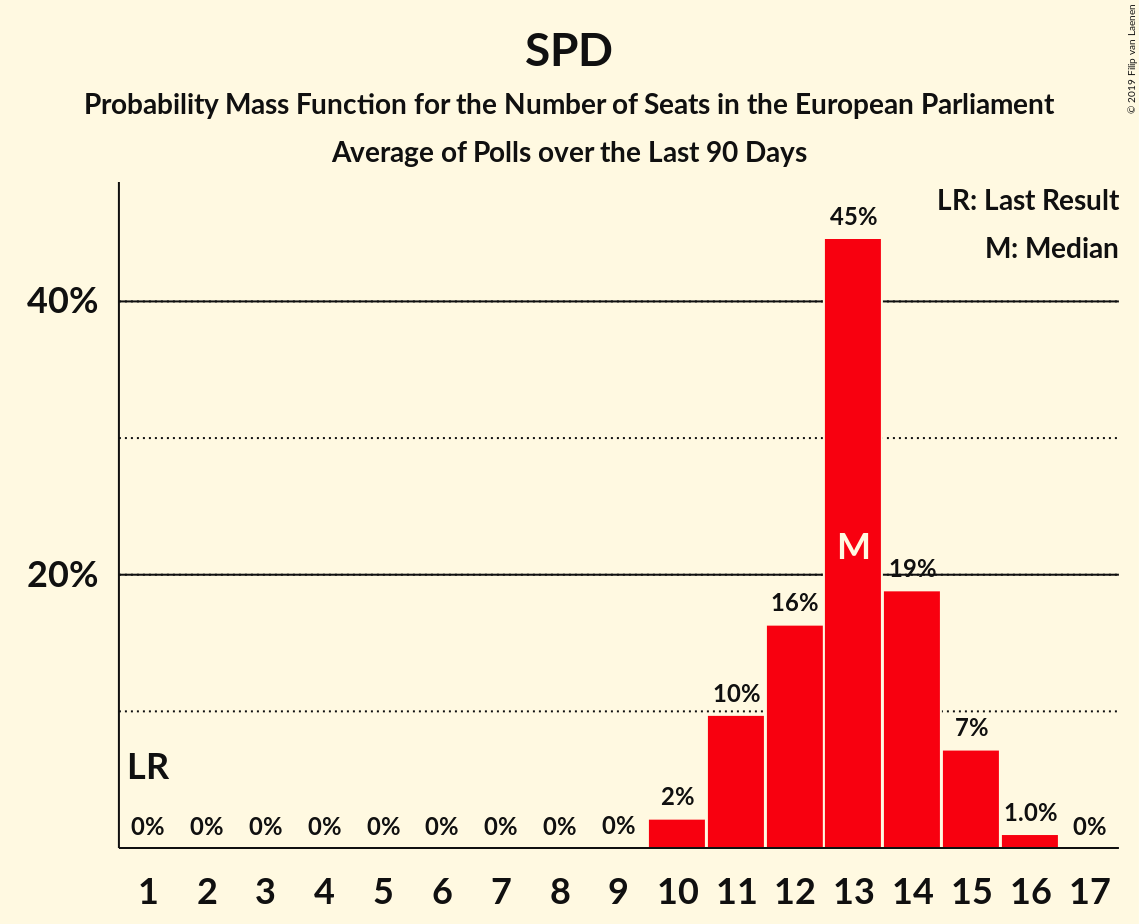 SPD
Probability Mass Function for the Number of Seats in the European Parliament
Average of Polls over the Last 90 Days
© 2019 Filip van Laenen
LR: Last Result
M: Median
45%
40%
M
20%
19%
16%
10%
7%
LR
2%
1.0%
0% 0% 0% 0% 0% 0% 0% 0% 0% 0%
1 2 3 4 5 6 7 8 9 10 11 12 13 14 15 16 17